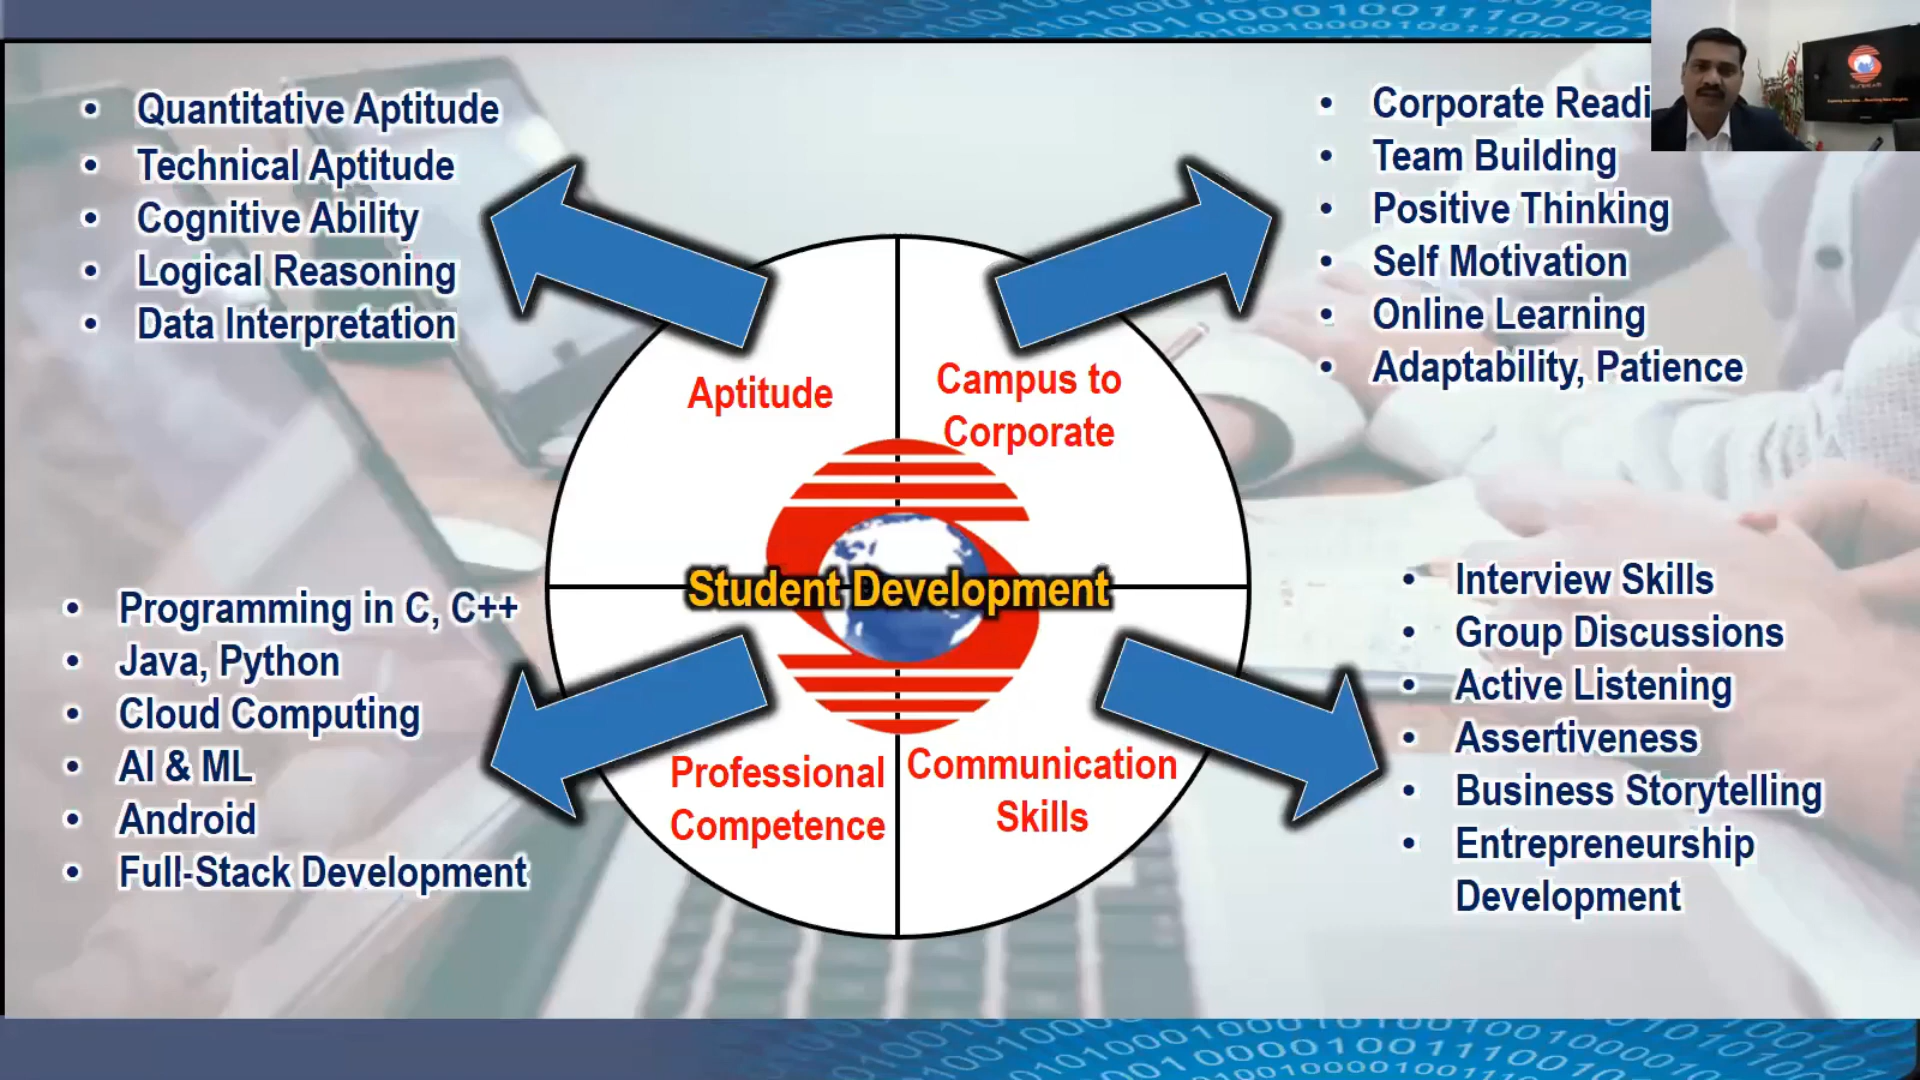 • Quantitative Aptitude
• Technical Aptitude
• Cognitive Ability
• Logical Reasoning
• Data Interpretation
• Corporate Readi
• Team Building
• Positive Thinking
• Self Motivation
• Online Learning
• Adaptability, Patience
Aptitude
Campus to
Corporate
Student Development
Professional
Competence
Communication
Skills
• Programming in C, C++
• Java, Python
• Cloud Computing
• AI & ML
• Android
• Full-Stack Development
• Interview Skills
• Group Discussions
• Active Listening
• Assertiveness
• Business Storytelling
• Entrepreneurship
Development